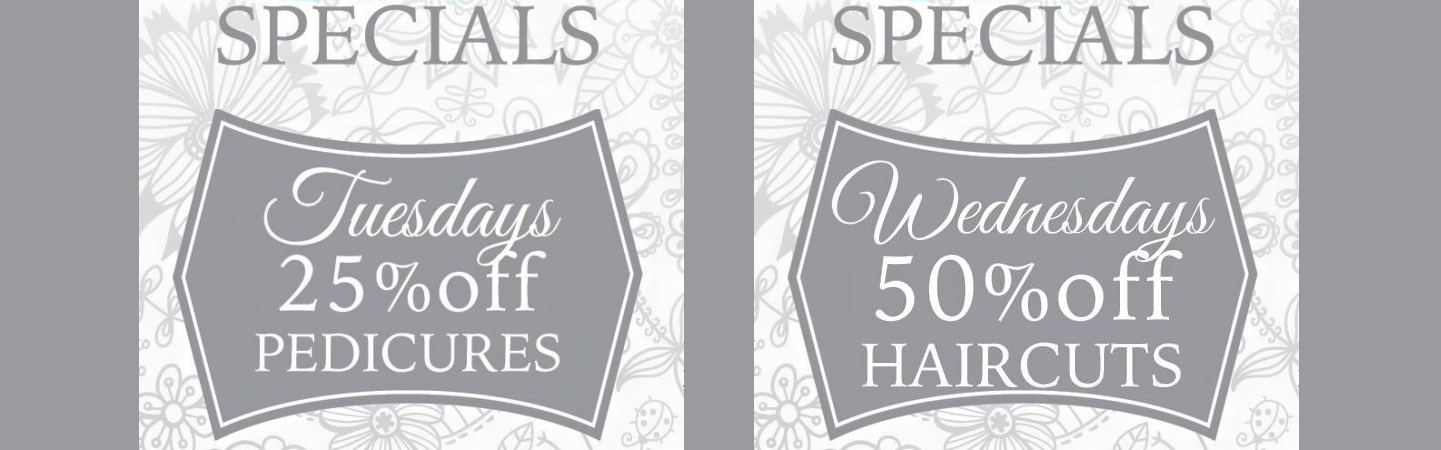 SPECIALS
Tuesdays
25%off
PEDICURES
SPECIALS
Wednesdays
50%off
HAIRCUTS